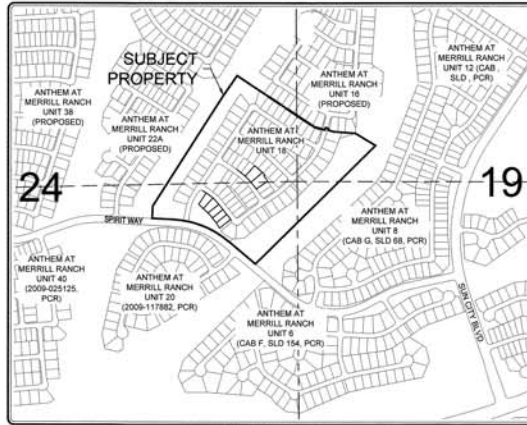 SUBJECT
PROPERTY
ANTHEM AT
MERRILL RANCH
UNIT 12 (CAB ,
SLD , PCR)
ANTHEM AT
MERRILL RANCH
UNIT 16
(PROPOSED)
ANTHEM AT
MERRILL RANCH
UNIT 38
(PROPOSED)
ANTHEM AT
MERRILL RANCH
UNIT 22A
(PROPOSED)
ANTHEM AT
MERRILL RANCH
UNIT 18
24
19
SPIRIT WAY
ANTHEM AT
MERRILL RANCH
UNIT 8
(CAB G, SLD 68, PCR)
ANTHEM AT
MERRILL RANCH
UNIT 40
(2009-025125,
PCR)
ANTHEM AT
MERRILL RANCH
UNIT 20
(2009-117882, PCR)
ANTHEM AT
MERRILL RANCH
UNIT 6
(CAB F, SLD 154, PCR)
SUN CITY BLVD